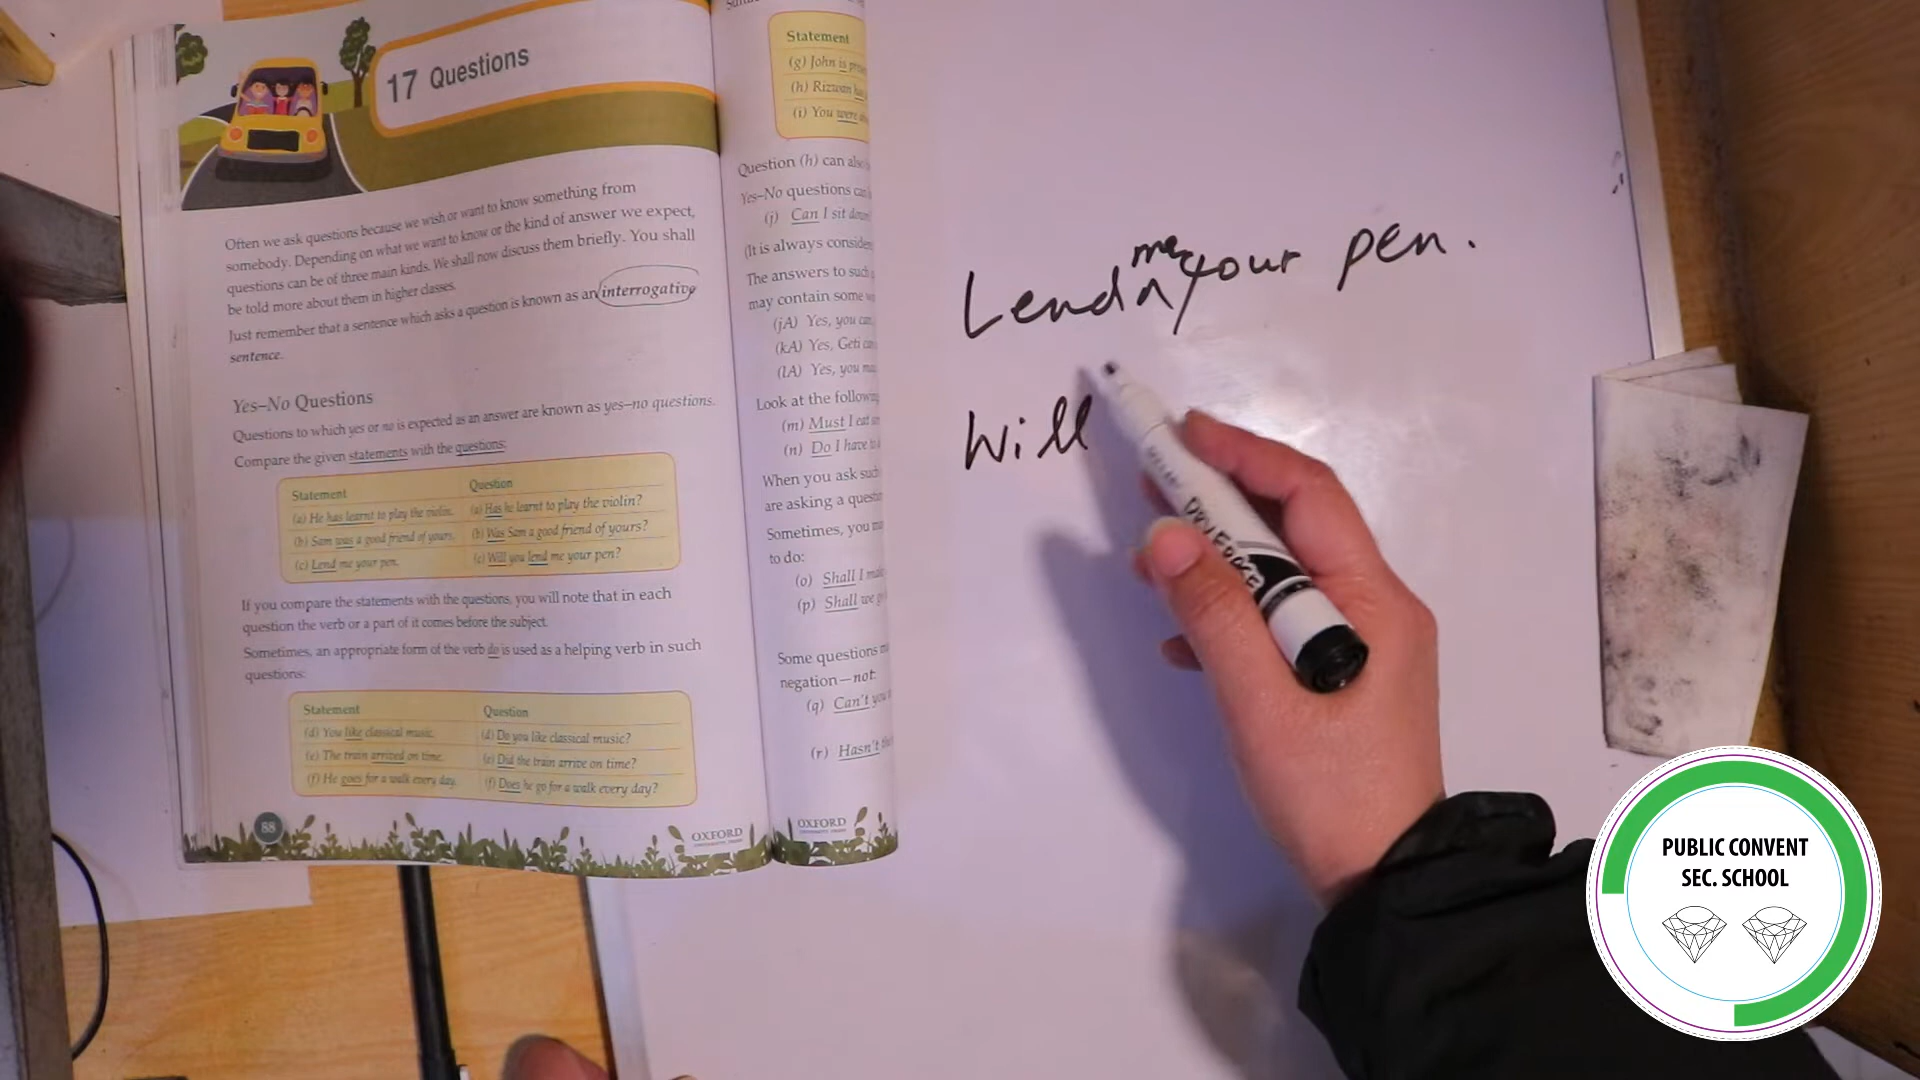 17 Questions
Often we ask questions because we wish or want to know something from
somebody. Depending on what we want to know or the kind of answer we expect,
questions can be of three main kinds. We shall now discuss them briefly. You shall
be told more about them in higher classes.
Just remember that a sentence which asks a question is known as an interrogative
sentence.
Yes–No Questions
Questions to which yes or no is expected as an answer are known as yes–no questions.
Compare the given statements with the questions:
Statement Question
(a) He has learnt to play the violin. (a) Has he learnt to play the violin?
(b) Sam was a good friend of yours. (b) Was Sam a good friend of yours?
(c) Lend me your pen. (c) Will you lend me your pen?
If you compare the statements with the questions, you will note that in each
question the verb or a part of it comes before the subject.
Sometimes, an appropriate form of the verb do is used as a helping verb in such
questions:
Statement Question
(d) You like classical music. (d) Do you like classical music?
(e) The train arrived on time. (e) Did the train arrive on time?
(f) He goes for a walk every day. (f) Does he go for a walk every day?
88
OXFORD
UNIVERSITY PRESS
Statement
(g) John is
(h) Rizwan
(i) You were
Question (h) can
Yes–No questions
(j) Can I sit
(It is always
The answers to such
may contain some
(jA) Yes, you can
(kA) Yes, Geti
(lA) Yes, you
Look at the
(m) Must I eat
(n) Do I have
When you ask such
are asking a
Sometimes, you
to do:
(o) Shall I
(p) Shall we
Some questions
negation—not:
(q) Can't you
(r) Hasn't
OXFORD
UNIVERSITY PRESS
Lend me your pen.
Will
PUBLIC CONVENT
SEC. SCHOOL